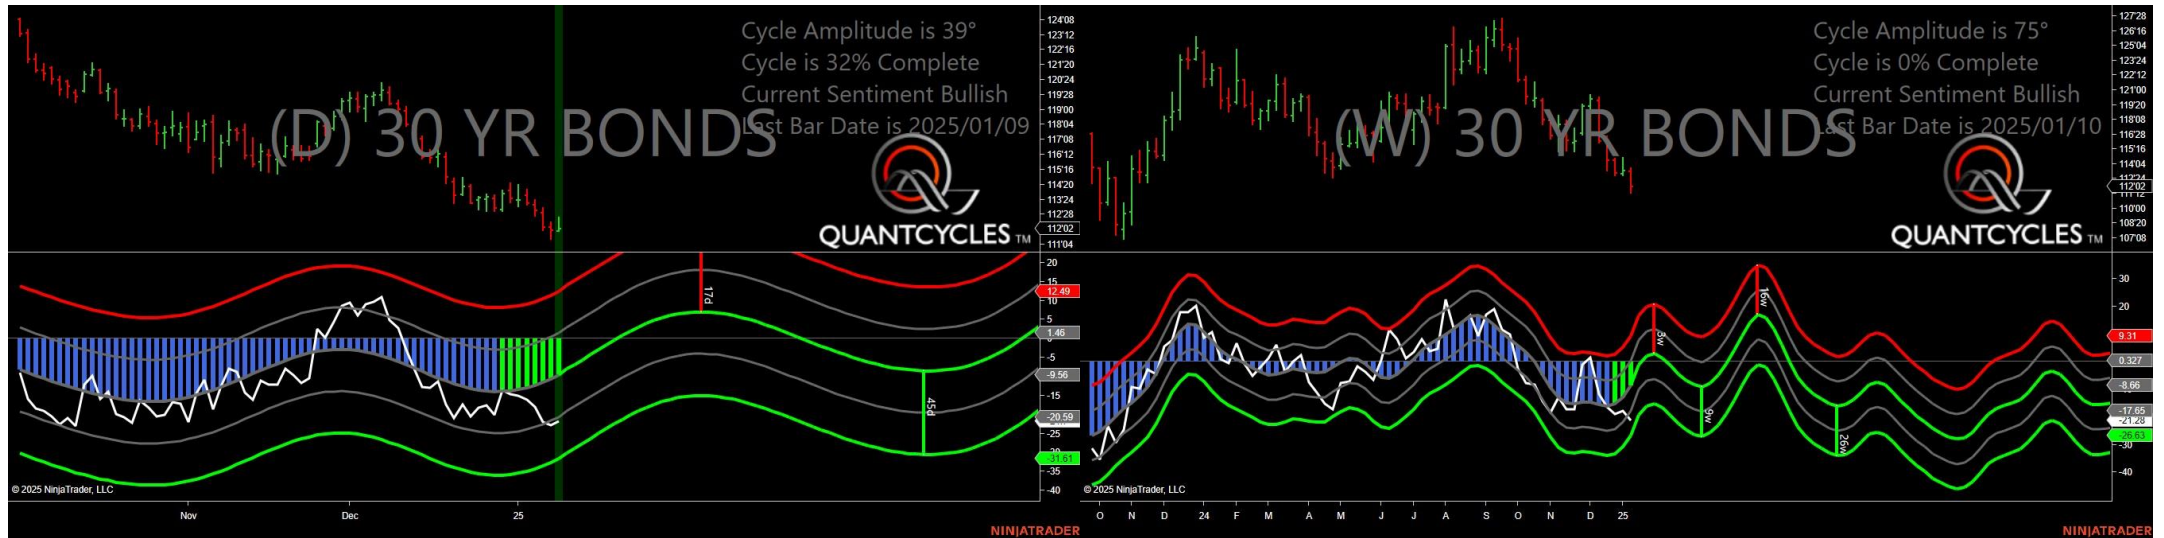 Cycle Amplitude is 39°
Cycle is 32% Complete
Current Sentiment Bullish
Last Bar Date is 2025/01/09
(D) 30 YR BONDS
QUANTCYCLES TM
124'08
123'12
122'16
121'20
120'24
119'28
119'00
118'04
117'08
116'12
115'16
114'20
113'24
112'28
112'02
111'04
20
15
12.49
10
5
1.46
-5
-9.56
-15
-20.59
-25
-31.61
-35
-40
17d
45d
© 2025 NinjaTrader, LLC
Nov
Dec
25
NINJATRADER
Cycle Amplitude is 75°
Cycle is 0% Complete
Current Sentiment Bullish
Last Bar Date is 2025/01/10
(W) 30 YR BONDS
QUANTCYCLES TM
127'28
126'16
125'04
123'24
122'12
121'00
119'20
118'08
116'28
115'16
114'04
112'24
112'02
111'12
110'00
108'20
107'08
30
20
9.31
0.327
-8.66
-17.65
-21.28
-26.63
-30
-40
16w
9w
26w
© 2025 NinjaTrader, LLC
O N D 24 F M A M J J A S O N D 25
NINJATRADER